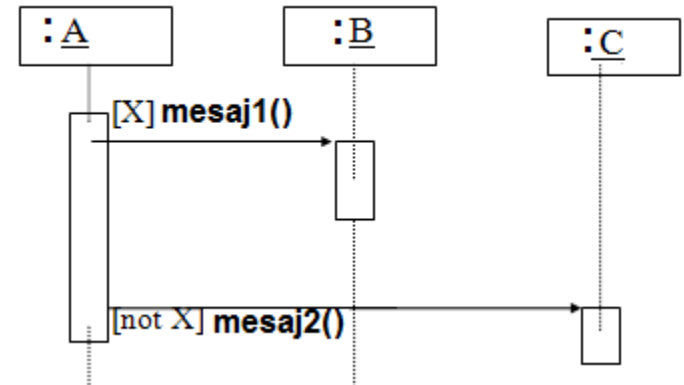 :A
:B
:C
[X] mesaj1()
[not X] mesaj2()